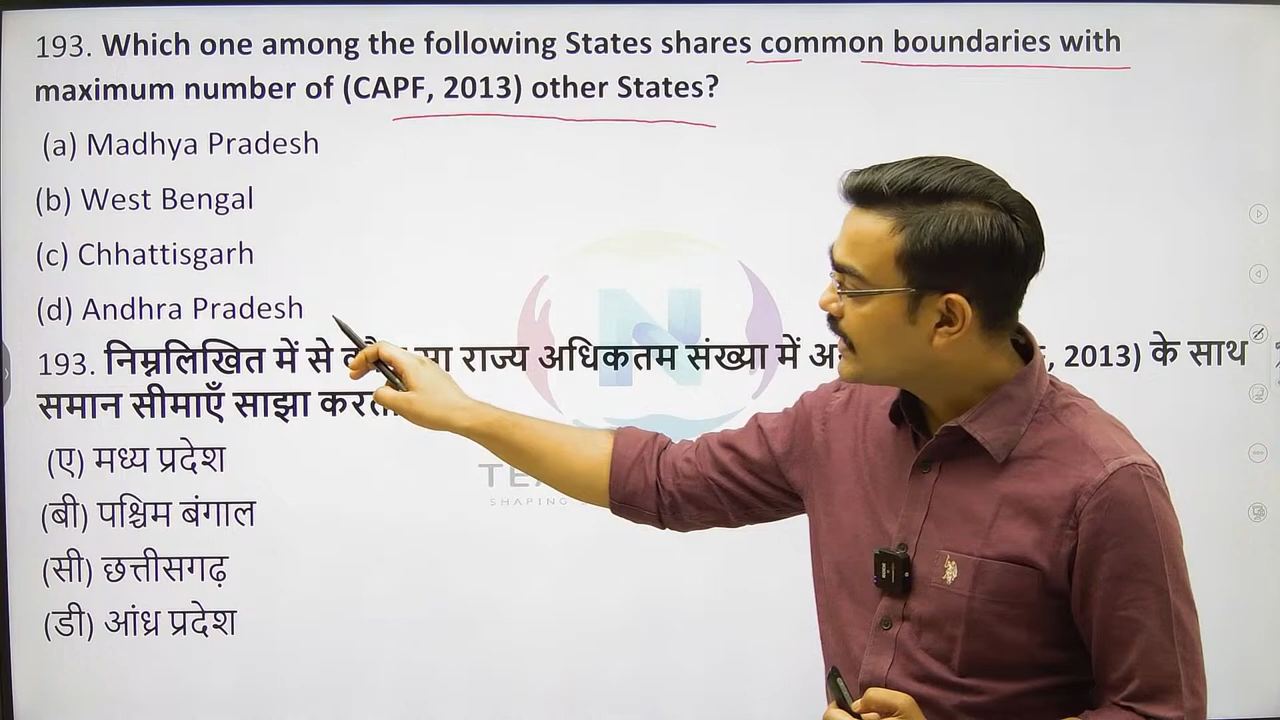 193. Which one among the following States shares common boundaries with
maximum number of (CAPF, 2013) other States?
(a) Madhya Pradesh
(b) West Bengal
(c) Chhattisgarh
(d) Andhra Pradesh
193. निम्नलिखित में से राज्य अधिकतम संख्या में , 2013) के साथ
समान सीमाएँ साझा
(ए) मध्य प्रदेश
(बी) पश्चिम बंगाल
(सी) छत्तीसगढ़
(डी) आंध्र प्रदेश
N
SHAPING